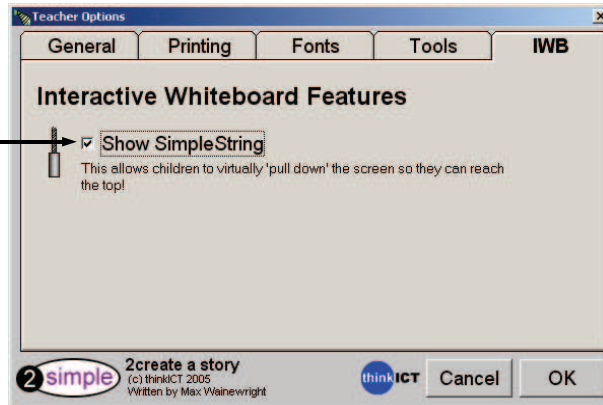 Teacher Options
General Printing Fonts Tools IWB
Interactive Whiteboard Features
Show SimpleString
This allows children to virtually 'pull down' the screen so they can reach
the top!
2simple
2create a story
(c) thinkICT 2005
Written by Max Wainewright
thinkICT
Cancel
OK